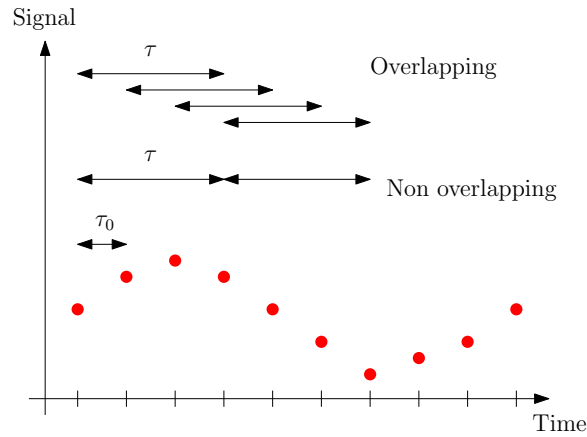 Signal
τ
Overlapping
τ
Non overlapping
τ₀
Time